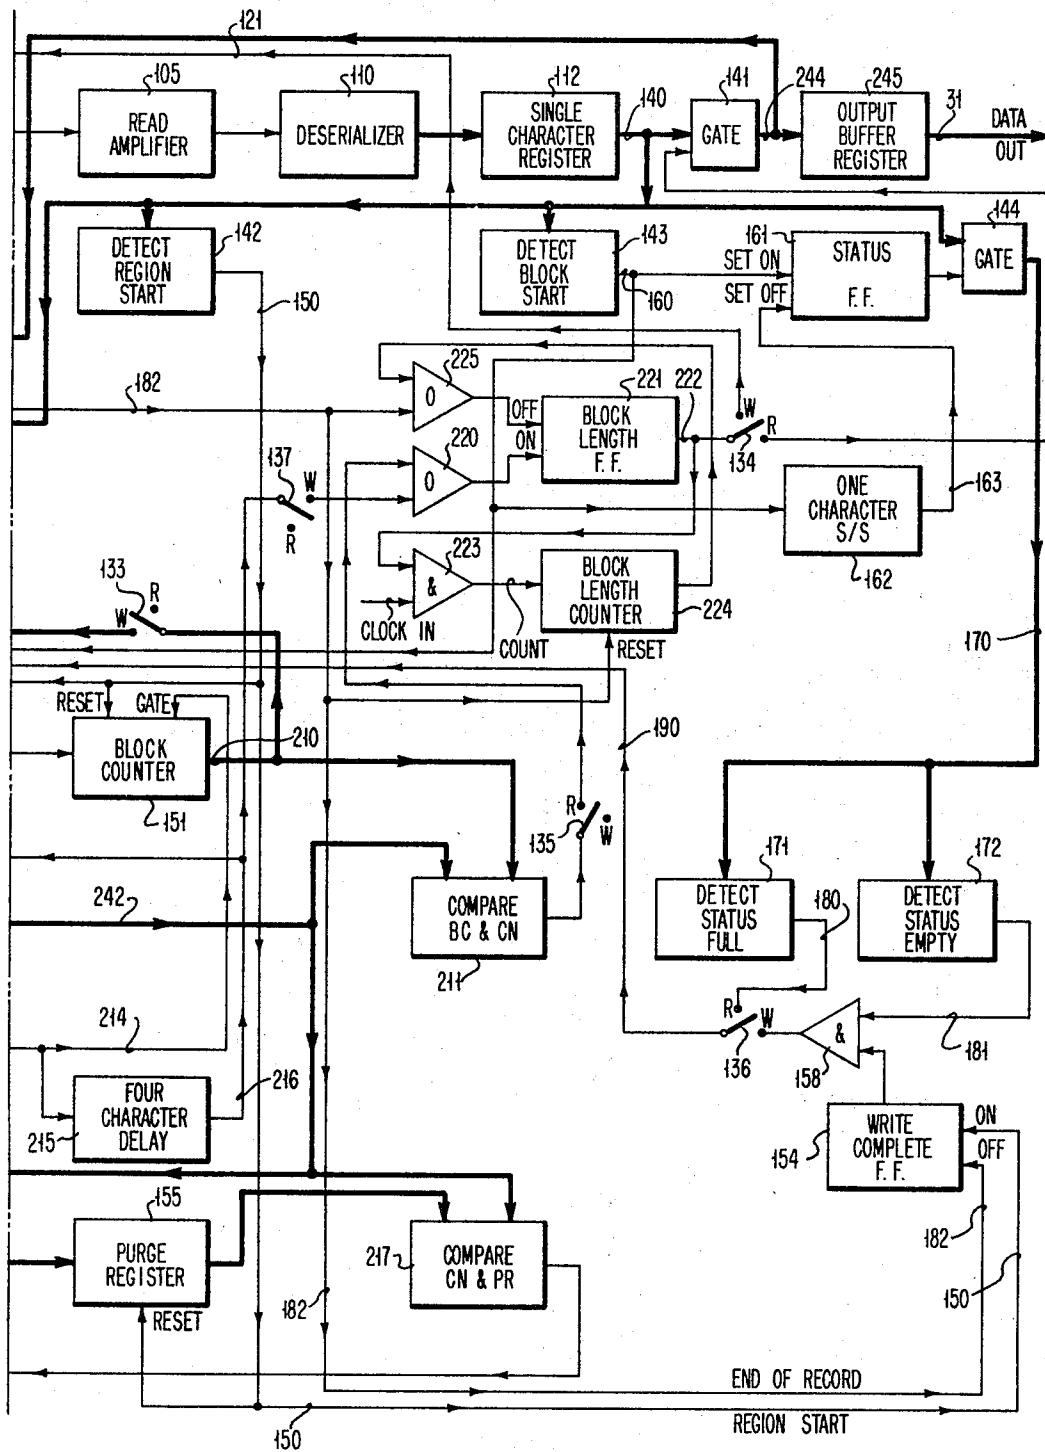 121
105
READ
AMPLIFIER
110
DESERIALIZER
112
SINGLE
CHARACTER
REGISTER
140
141
GATE
244
245
OUTPUT
BUFFER
REGISTER
31
DATA
OUT
142
DETECT
REGION
START
150
143
DETECT
BLOCK
START
160
161
SET ON
SET OFF
STATUS
F.F.
144
GATE
182
225
O
OFF
ON
221
BLOCK
LENGTH
F.F.
222
W
R
134
220
O
137
W
R
ONE
CHARACTER
S/S
162
163
223
&
CLOCK IN
COUNT
BLOCK
LENGTH
COUNTER
224
RESET
133
R
W
170
RESET
GATE
BLOCK
COUNTER
151
210
190
R
W
135
242
COMPARE
BC & CN
211
171
DETECT
STATUS
FULL
180
172
DETECT
STATUS
EMPTY
R
W
136
&
158
181
214
FOUR
CHARACTER
DELAY
215
216
154
WRITE
COMPLETE
F.F.
ON
OFF
155
PURGE
REGISTER
RESET
217
COMPARE
CN & PR
182
182
150
END OF RECORD
REGION START
150